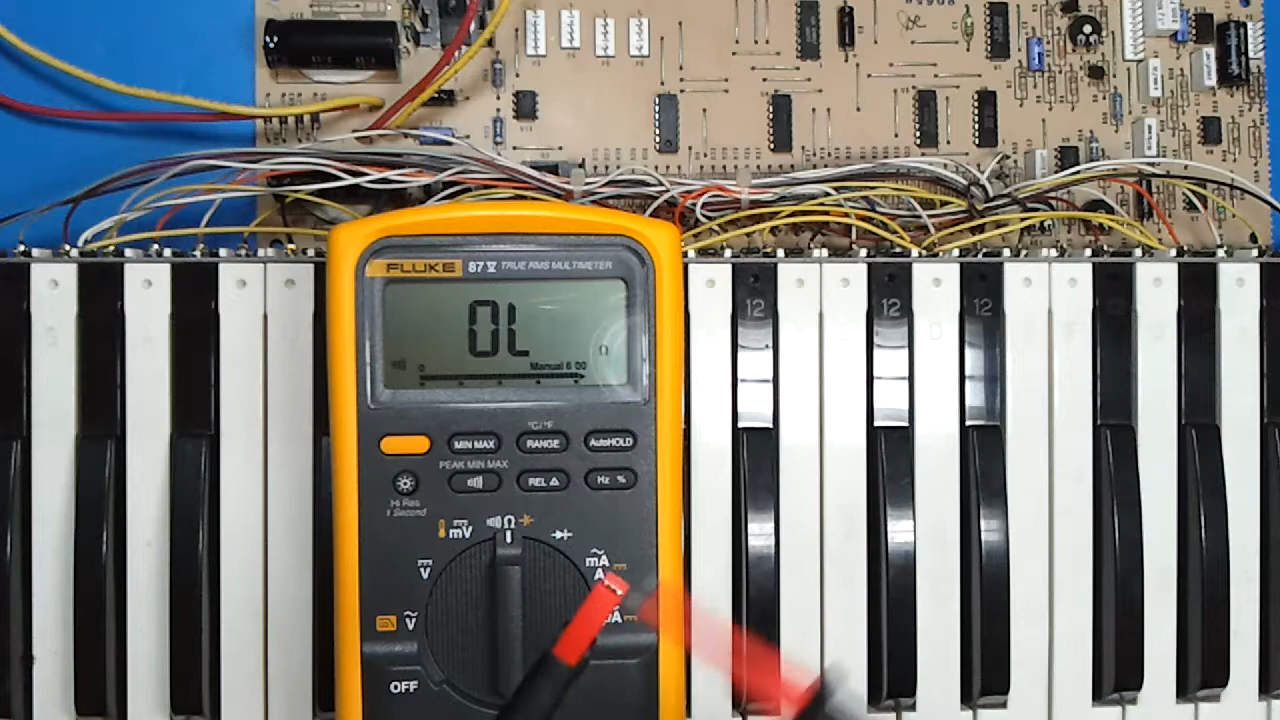 FLUKE 87 V TRUE RMS MULTIMETER
OL
Ω
0 Manual 6 00
°C/°F
MIN MAX RANGE AutoHOLD
PEAK MIN MAX
REL Δ Hz %
Hi Res
1 Second
mV Ω
mA
A
V
V
OFF
12 12 12